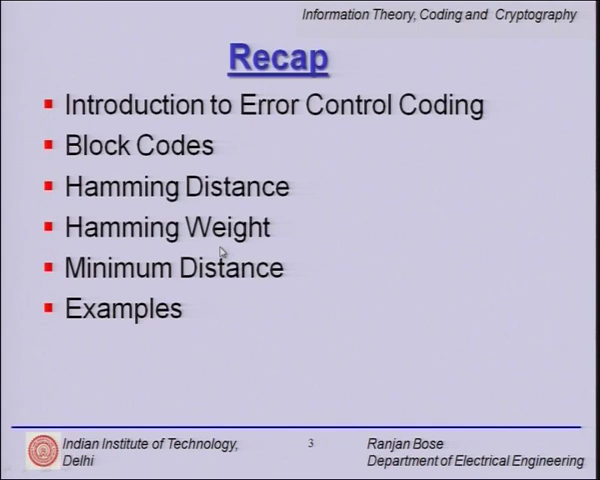 Information Theory, Coding and Cryptography
Recap
Introduction to Error Control Coding
Block Codes
Hamming Distance
Hamming Weight
Minimum Distance
Examples
Indian Institute of Technology,
Delhi
3
Ranjan Bose
Department of Electrical Engineering